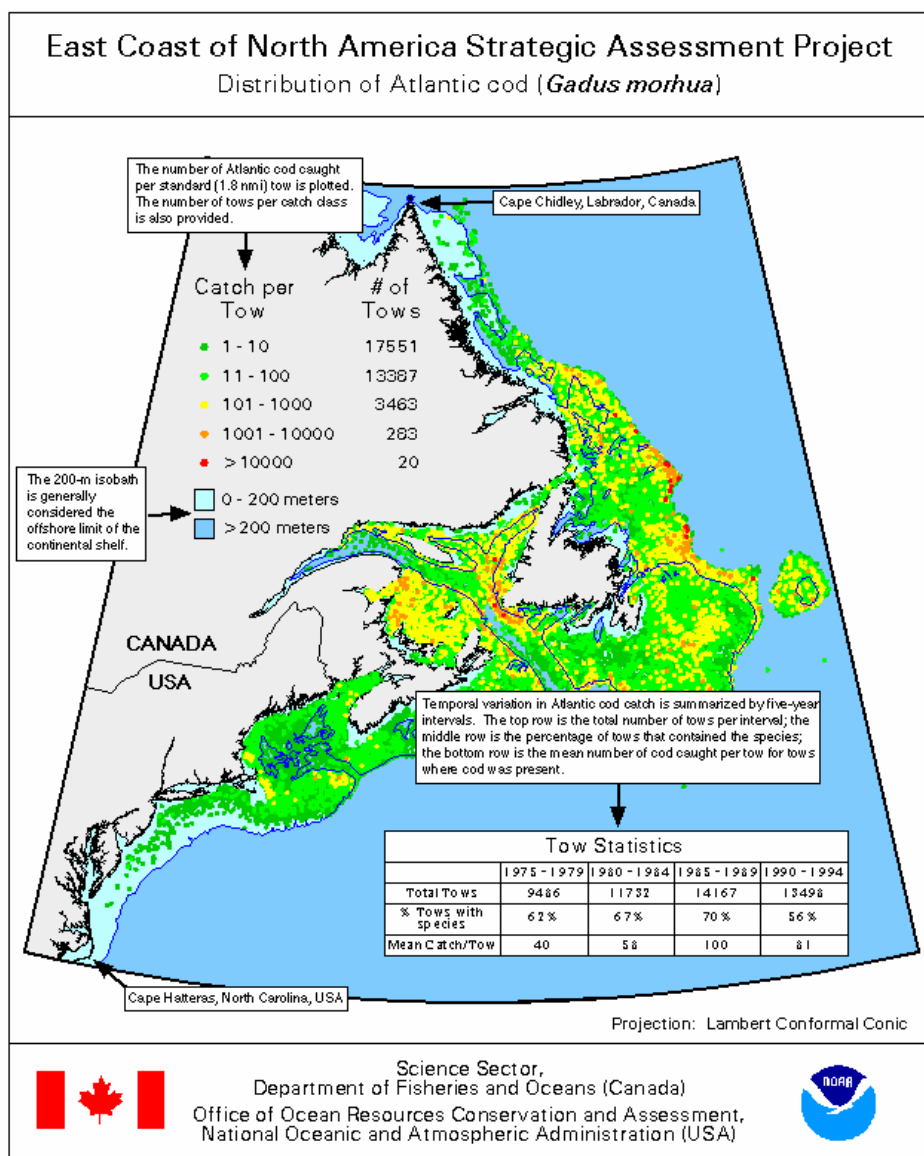 East Coast of North America Strategic Assessment Project
Distribution of Atlantic cod (Gadus morhua)
The number of Atlantic cod caught
per standard (1.8 nmi) tow is plotted.
The number of tows per catch class
is also provided.
Cape Chidley, Labrador, Canada
Catch per Tow # of Tows
1 - 10 17551
11 - 100 13387
101 - 1000 3463
1001 - 10000 283
>10000 20
0 - 200 meters
> 200 meters
The 200-m isobath
is generally
considered the
offshore limit of the
continental shelf.
CANADA
USA
Temporal variation in Atlantic cod catch is summarized by five-year
intervals. The top row is the total number of tows per interval; the
middle row is the percentage of tows that contained the species;
the bottom row is the mean number of cod caught per tow for tows
where cod was present.
Tow Statistics
1975 - 1979 1980 - 1984 1985 - 1989 1990 - 1994
Total Tows 9486 11732 14167 13498
% Tows with species 62% 67% 70% 56%
Mean Catch/Tow 40 58 100 81
Cape Hatteras, North Carolina, USA
Projection: Lambert Conformal Conic
Science Sector,
Department of Fisheries and Oceans (Canada)
Office of Ocean Resources Conservation and Assessment,
National Oceanic and Atmospheric Administration (USA)
NOAA